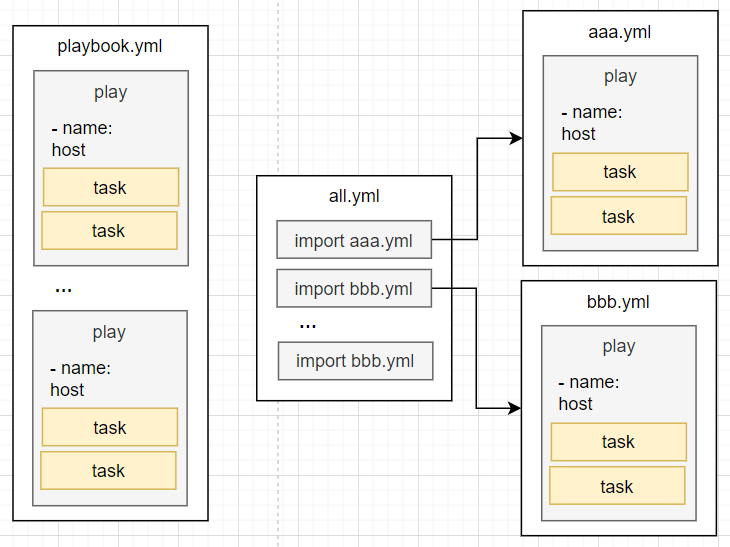 playbook.yml
play
- name:
host
task
task
...
play
- name:
host
task
task
all.yml
import aaa.yml
import bbb.yml
...
import bbb.yml
aaa.yml
play
- name:
host
task
task
bbb.yml
play
- name:
host
task
task